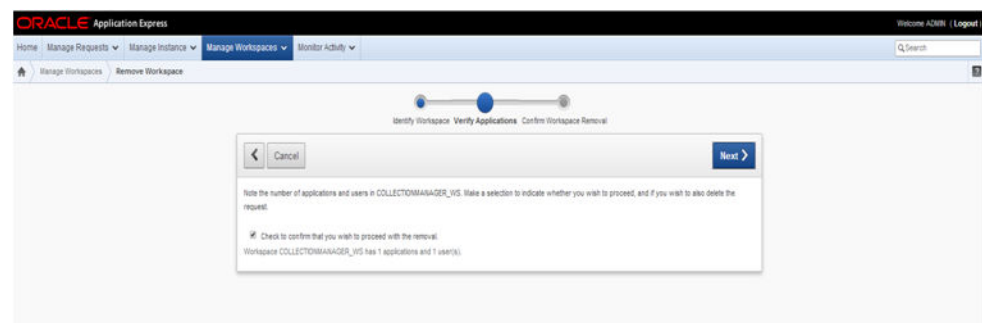 ORACLE Application Express
Welcome ADMIN ( Logout )
Home Manage Requests Manage Instance Manage Workspaces Monitor Activity
Search
Manage Workspaces Remove Workspace
?
Identify Workspace Verify Applications Confirm Workspace Removal
Cancel
Next
Note the number of applications and users in COLLECTIONMANAGER_WS. Make a selection to indicate whether you wish to proceed, and if you wish to also delete the
request.
Check to confirm that you wish to proceed with the removal.
Workspace COLLECTIONMANAGER_WS has 1 applications and 1 user(s).